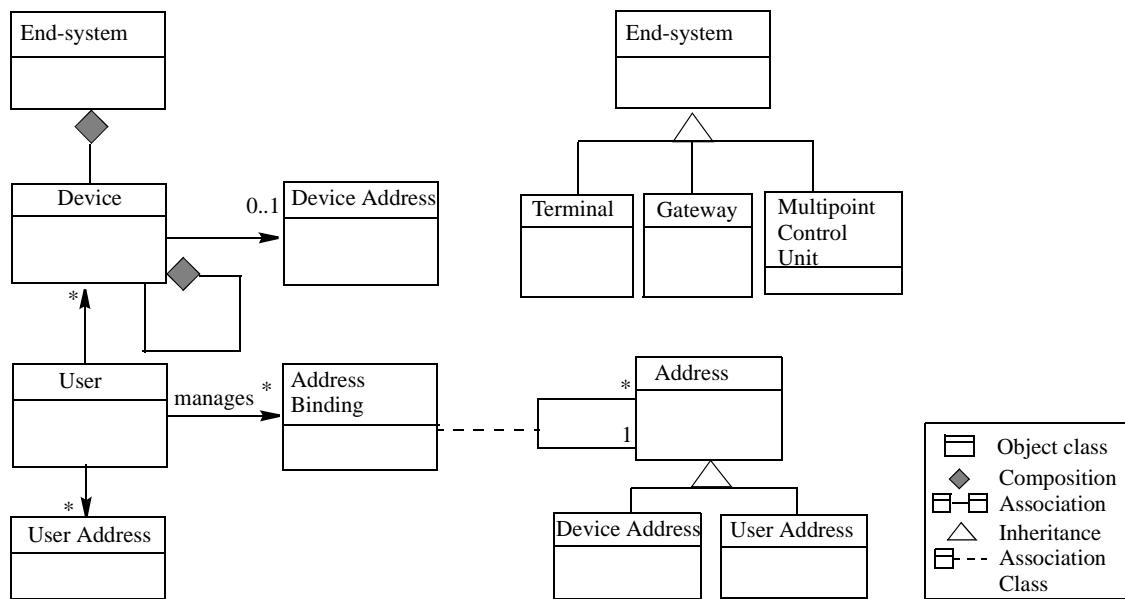 End-system
End-system
Device
0..1
Device Address
Terminal
Gateway
Multipoint
Control
Unit
*
User
manages
*
Address
Binding
*
1
Address
*
User Address
Device Address
User Address
Object class
Composition
Association
Inheritance
Association
Class